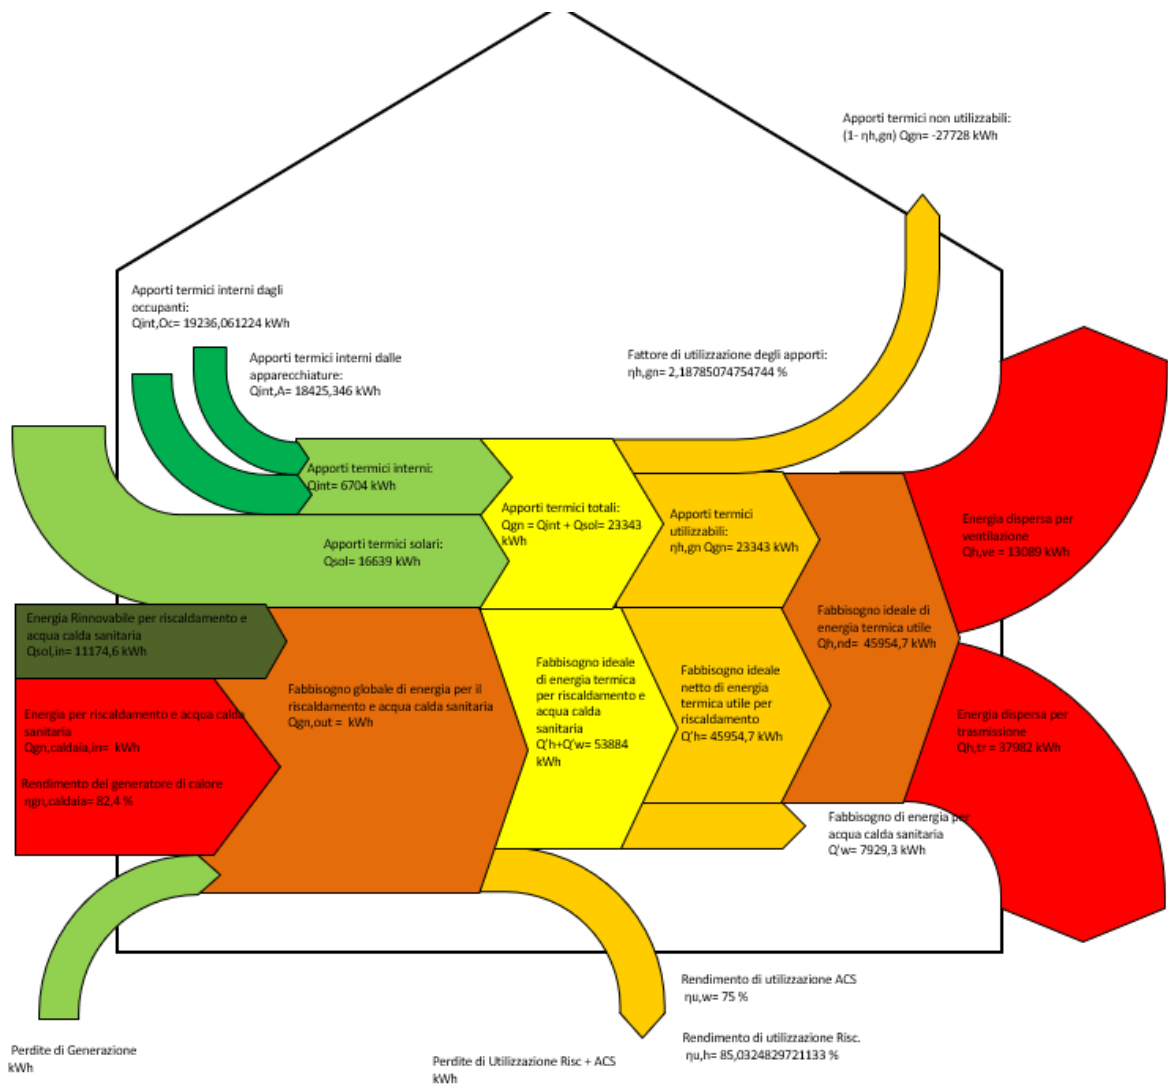 Apporti termici non utilizzabili:
(1- ηh,gn) Qgn= -27728 kWh
Apporti termici interni dagli
occupanti:
Qint,Oc= 19236,061224 kWh
Apporti termici interni dalle
apparecchiature:
Qint,A= 18425,346 kWh
Fattore di utilizzazione degli apporti:
ηh,gn= 2,18785074754744 %
Apporti termici interni:
Qint= 6704 kWh
Apporti termici totali:
Qgn = Qint + Qsol= 23343
kWh
Apporti termici
utilizzabili:
ηh,gn Qgn= 23343 kWh
Energia dispersa per
ventilazione
Qh,ve = 13089 kWh
Apporti termici solari:
Qsol= 16639 kWh
Energia Rinnovabile per riscaldamento e
acqua calda sanitaria
Qsol,in= 11174,6 kWh
Fabbisogno ideale di
energia termica utile
Qh,nd=  45954,7 kWh
Fabbisogno globale di energia per il
riscaldamento e acqua calda sanitaria
Qgn,out =  kWh
Fabbisogno ideale
di energia termica
per riscaldamento e
acqua calda
sanitaria
Q'h+Q'w= 53884
kWh
Fabbisogno ideale
netto di energia
termica utile per
riscaldamento
Q'h= 45954,7 kWh
Energia per riscaldamento e acqua calda
sanitaria
Qgn,caldaia,in=  kWh
Rendimento del generatore di calore
ηgn,caldaia= 82,4 %
Energia dispersa per
trasmissione
Qh,tr = 37982 kWh
Fabbisogno di energia per
acqua calda sanitaria
Q'w= 7929,3 kWh
Rendimento di utilizzazione ACS
ηu,w= 75 %
Rendimento di utilizzazione Risc.
ηu,h= 85,0324829721133 %
Perdite di Generazione
kWh
Perdite di Utilizzazione Risc + ACS
kWh